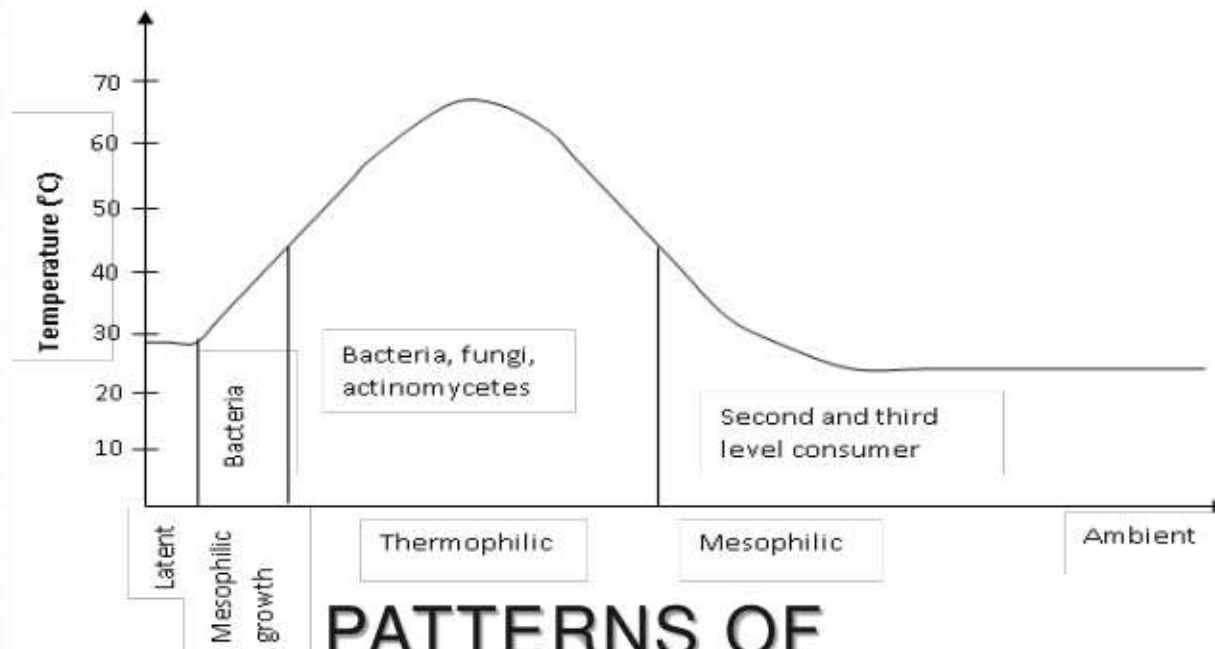 70
60
50
40
30
20
10
Temperature (°C)
Bacteria
Bacteria, fungi,
actinomycetes
Second and third
level consumer
Latent
Mesophilic
growth
Thermophilic
Mesophilic
Ambient
PATTERNS OF